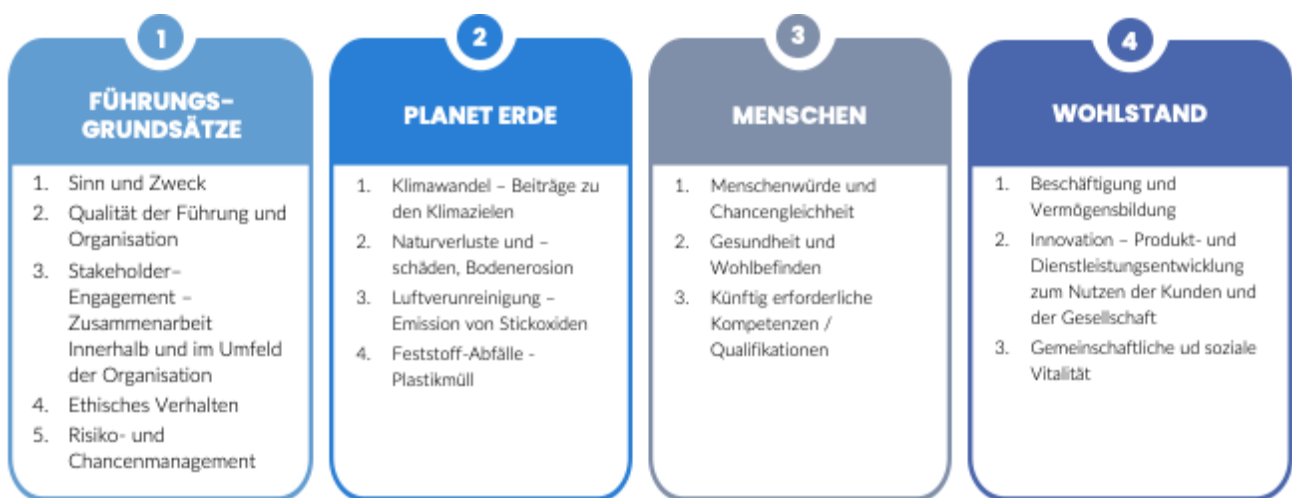 1
FÜHRUNGS-
GRUNDSÄTZE
1. Sinn und Zweck
2. Qualität der Führung und
Organisation
3. Stakeholder–
Engagement –
Zusammenarbeit
Innerhalb und im Umfeld
der Organisation
4. Ethisches Verhalten
5. Risiko- und
Chancenmanagement
2
PLANET ERDE
1. Klimawandel – Beiträge zu
den Klimazielen
2. Naturverluste und –
schäden, Bodenerosion
3. Luftverunreinigung –
Emission von Stickoxiden
4. Feststoff-Abfälle -
Plastikmüll
3
MENSCHEN
1. Menschenwürde und
Chancengleichheit
2. Gesundheit und
Wohlbefinden
3. Künftig erforderliche
Kompetenzen /
Qualifikationen
4
WOHLSTAND
1. Beschäftigung und
Vermögensbildung
2. Innovation – Produkt- und
Dienstleistungsentwicklung
zum Nutzen der Kunden und
der Gesellschaft
3. Gemeinschaftliche ud soziale
Vitalität